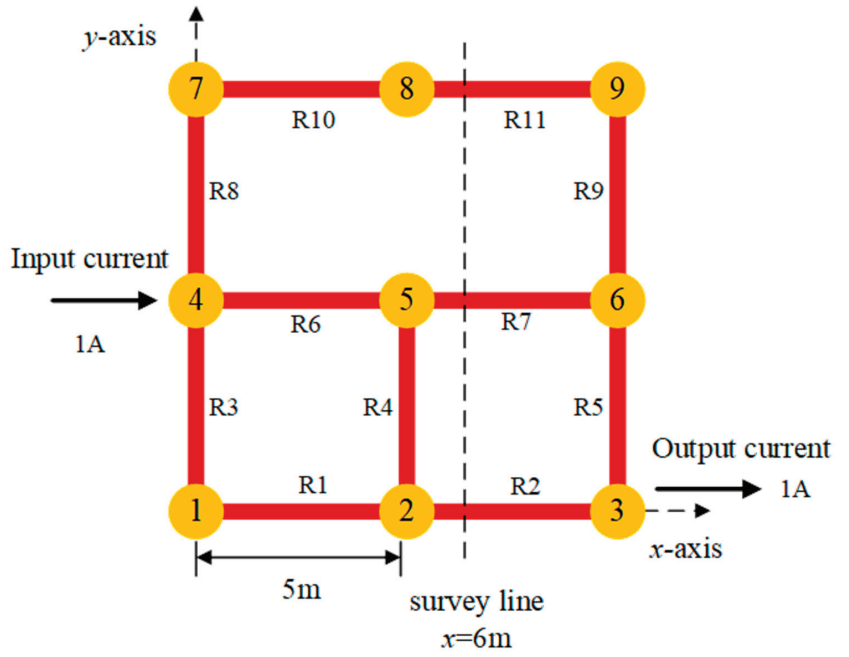 y-axis
7
8
9
R10
R11
R8
R9
Input current
4
5
6
R6
R7
1A
R3
R4
R5
Output current
R1
R2
1A
1
2
3
x-axis
5m
survey line
x=6m